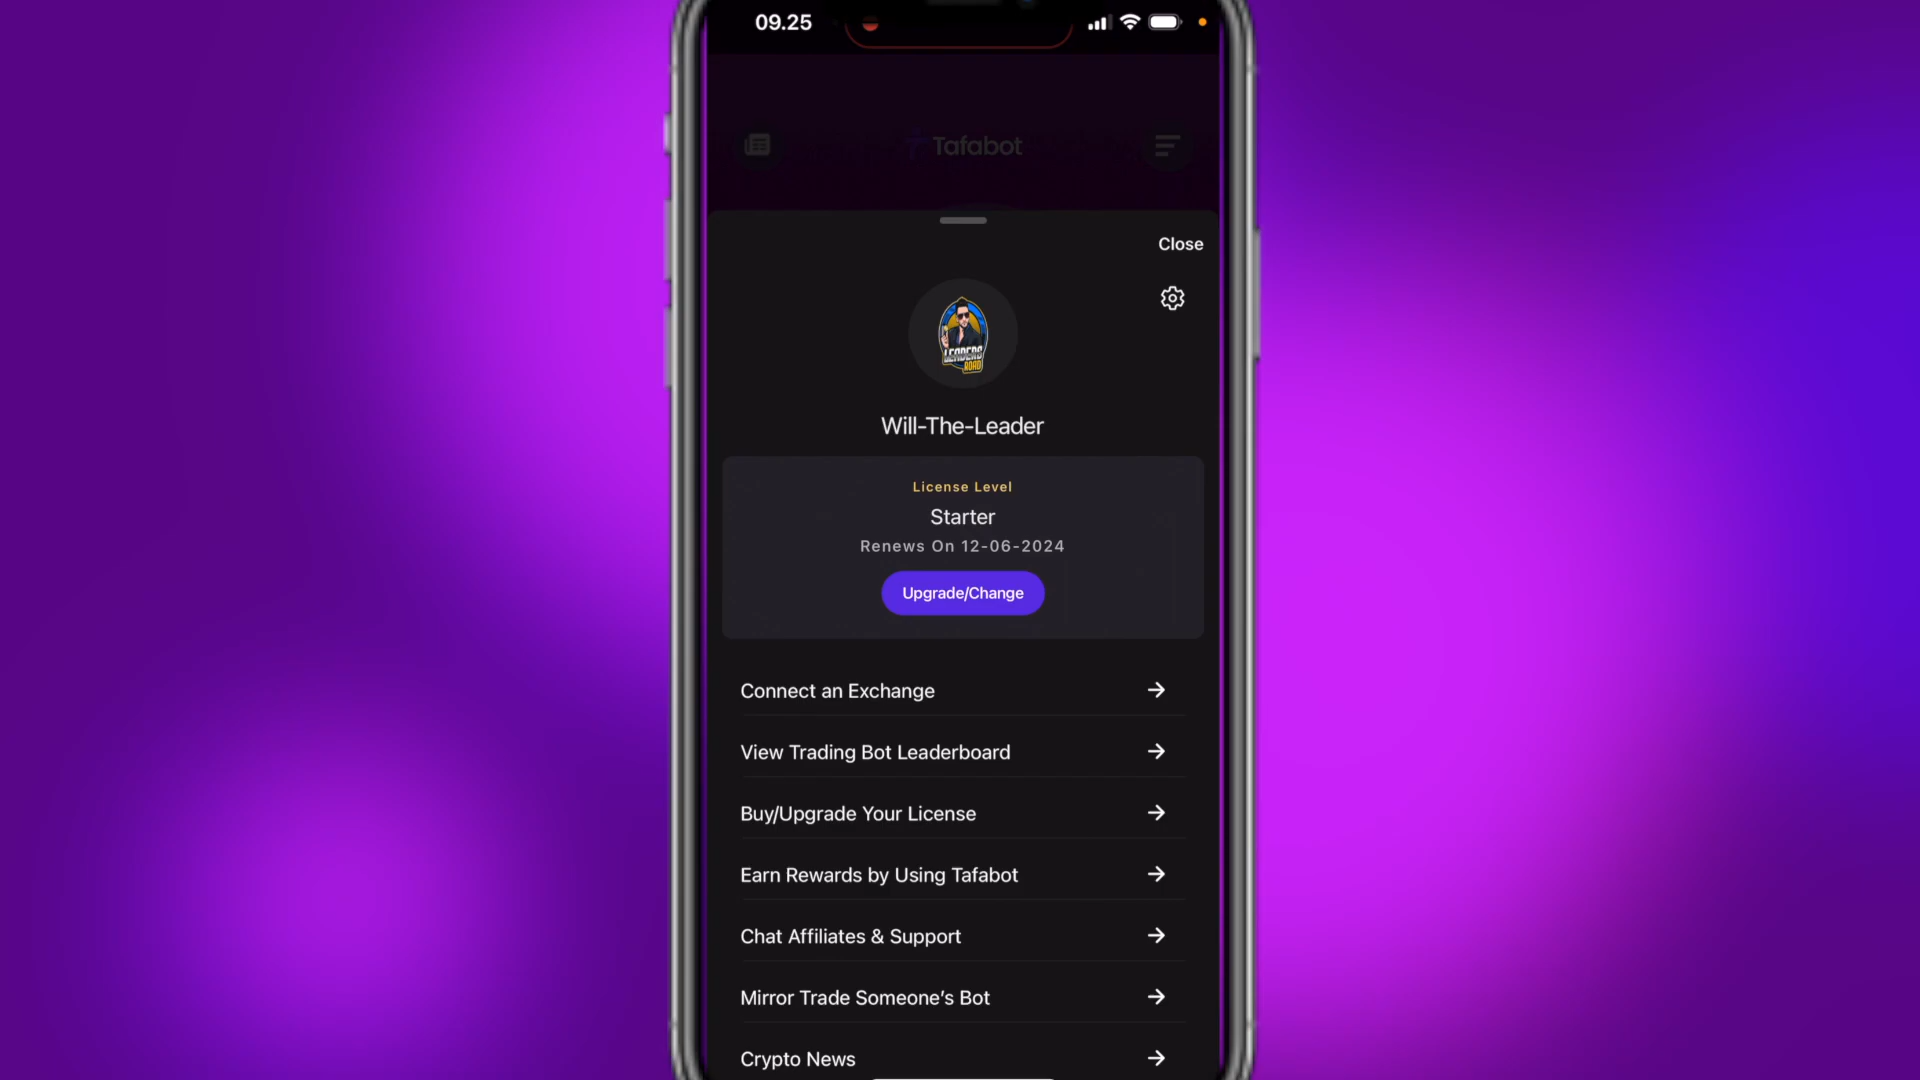 09.25
Tafabot
Close
LEADERS
ROAD
Will-The-Leader
License Level
Starter
Renews On 12-06-2024
Upgrade/Change
Connect an Exchange
View Trading Bot Leaderboard
Buy/Upgrade Your License
Earn Rewards by Using Tafabot
Chat Affiliates & Support
Mirror Trade Someone's Bot
Crypto News